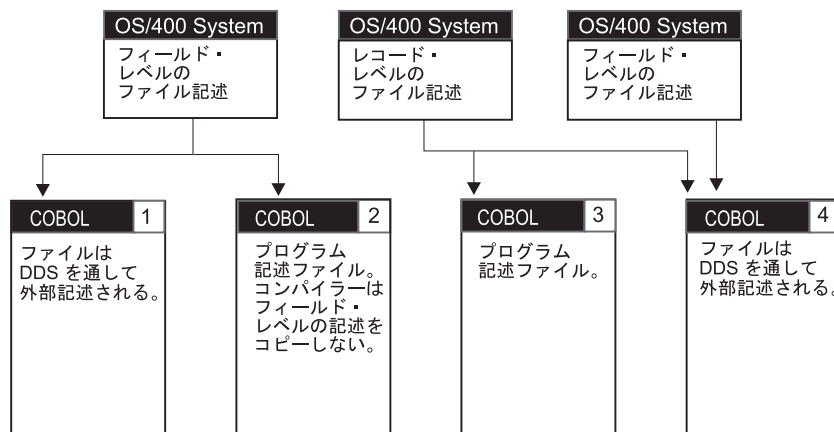 OS/400 System
フィールド・
レベルの
ファイル記述
OS/400 System
レコード・
レベルの
ファイル記述
OS/400 System
フィールド・
レベルの
ファイル記述
COBOL 1
ファイルは
DDS を通して
外部記述される。
COBOL 2
プログラム
記述ファイル。
コンパイラーは
フィールド・
レベルの記述を
コピーしない。
COBOL 3
プログラム
記述ファイル。
COBOL 4
ファイルは
DDS を通して
外部記述される。